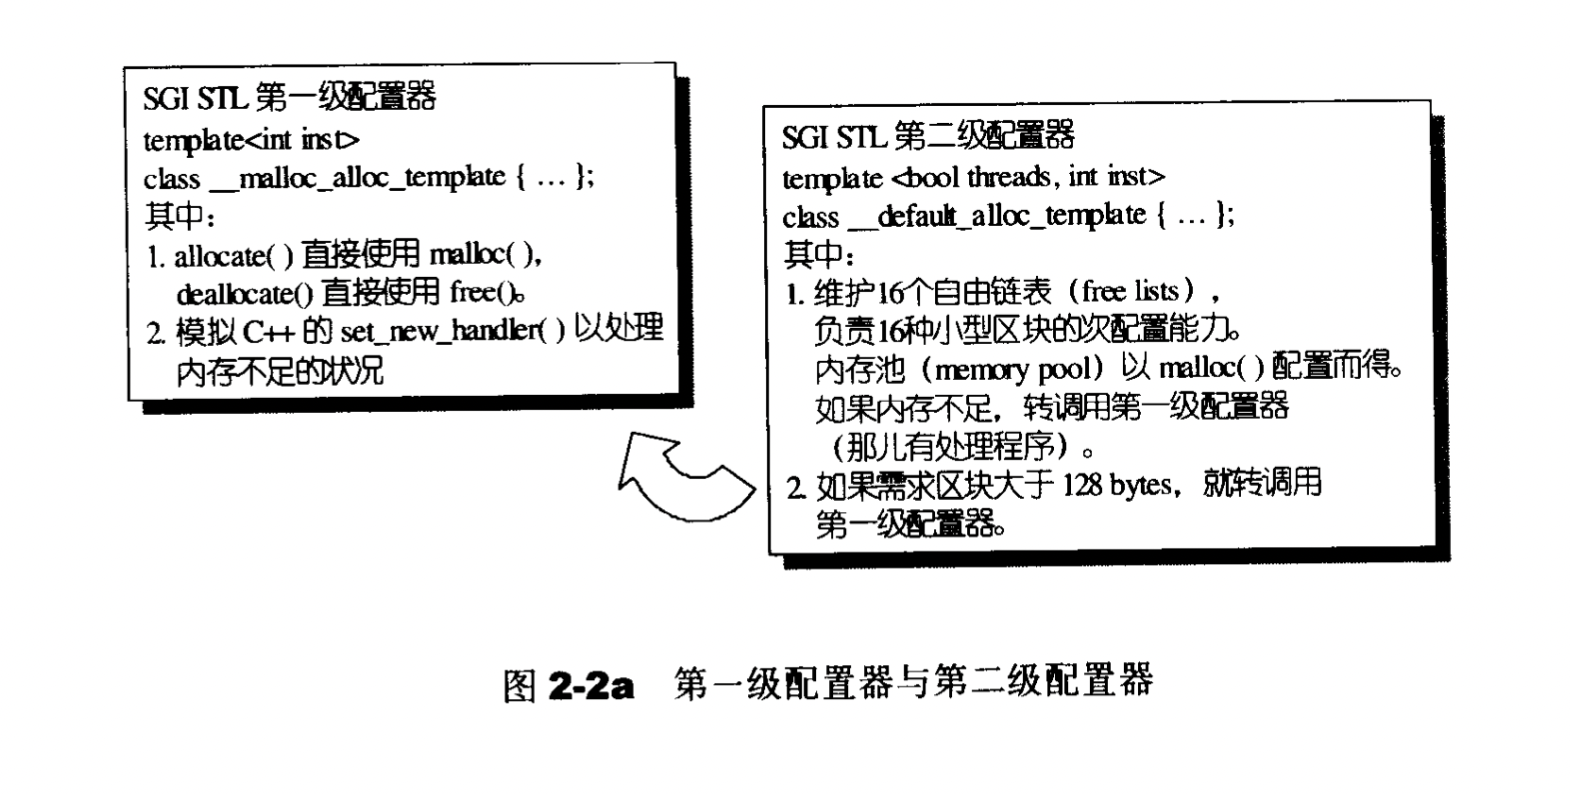 SGI STL 第一级配置器
template<int inst>
class __malloc_alloc_template { … };
其中：
1. allocate( ) 直接使用 malloc( ),
deallocate() 直接使用 free()。
2. 模拟 C++ 的 set_new_handler( ) 以处理
内存不足的状况
SGI STL 第二级配置器
template <bool threads, int inst>
class __default_alloc_template { … };
其中：
1. 维护16个自由链表（free lists），
负责16种小型区块的次配置能力。
内存池（memory pool）以 malloc( ) 配置而得。
如果内存不足，转调用第一级配置器
（那儿有处理程序）。
2. 如果需求区块大于 128 bytes，就转调用
第一级配置器。
图 2-2a 第一级配置器与第二级配置器